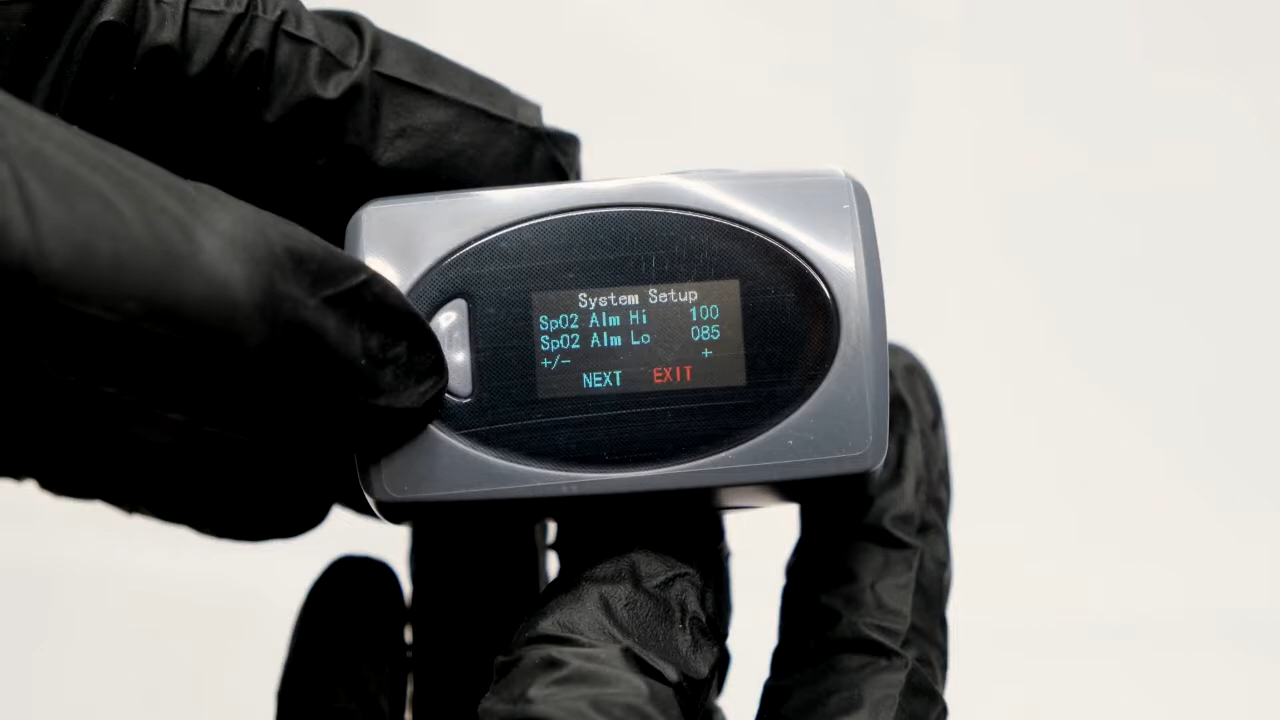 System Setup
SpO2 Alm Hi 100
SpO2 Alm Lo 085
+/- +
NEXT EXIT